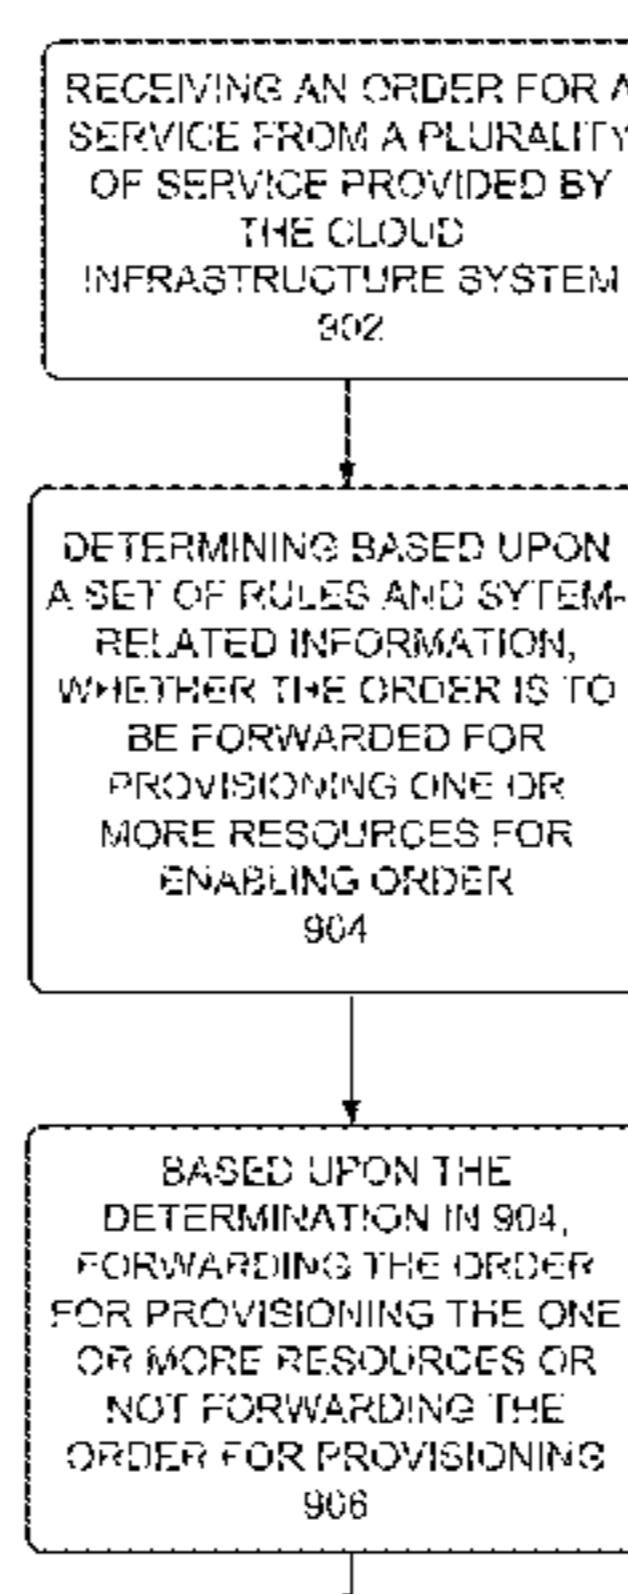 RECEIVING AN ORDER FOR A
SERVICE FROM A PLURALITY
OF SERVICE PROVIDED BY
THE CLOUD
INFRASTRUCTURE SYSTEM
902
DETERMINING BASED UPON
A SET OF RULES AND SYTEM-
RELATED INFORMATION,
WHETHER THE ORDER IS TO
BE FORWARDED FOR
PROVISIONING ONE OR
MORE RESOURCES FOR
ENABLING ORDER
904
BASED UPON THE
DETERMINATION IN 904,
FORWARDING THE ORDER
FOR PROVISIONING THE ONE
OR MORE RESOURCES OR
NOT FORWARDING THE
ORDER FOR PROVISIONING
906